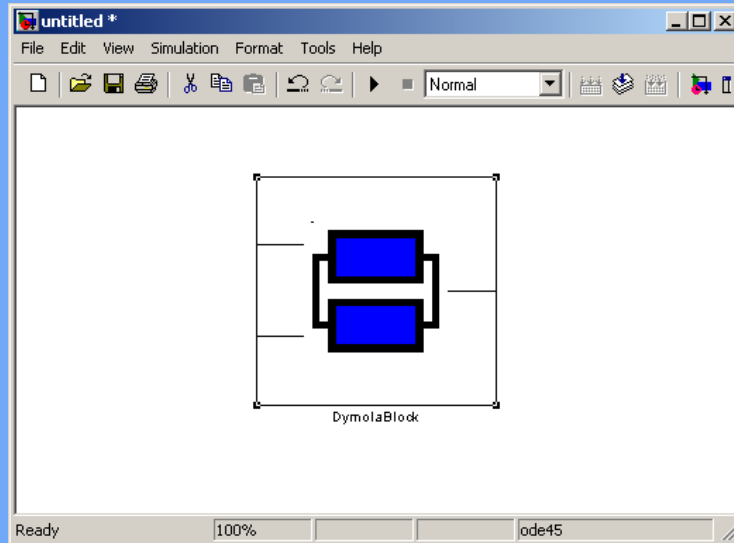 untitled *
File Edit View Simulation Format Tools Help
Normal
DymolaBlock
Ready 100% ode45